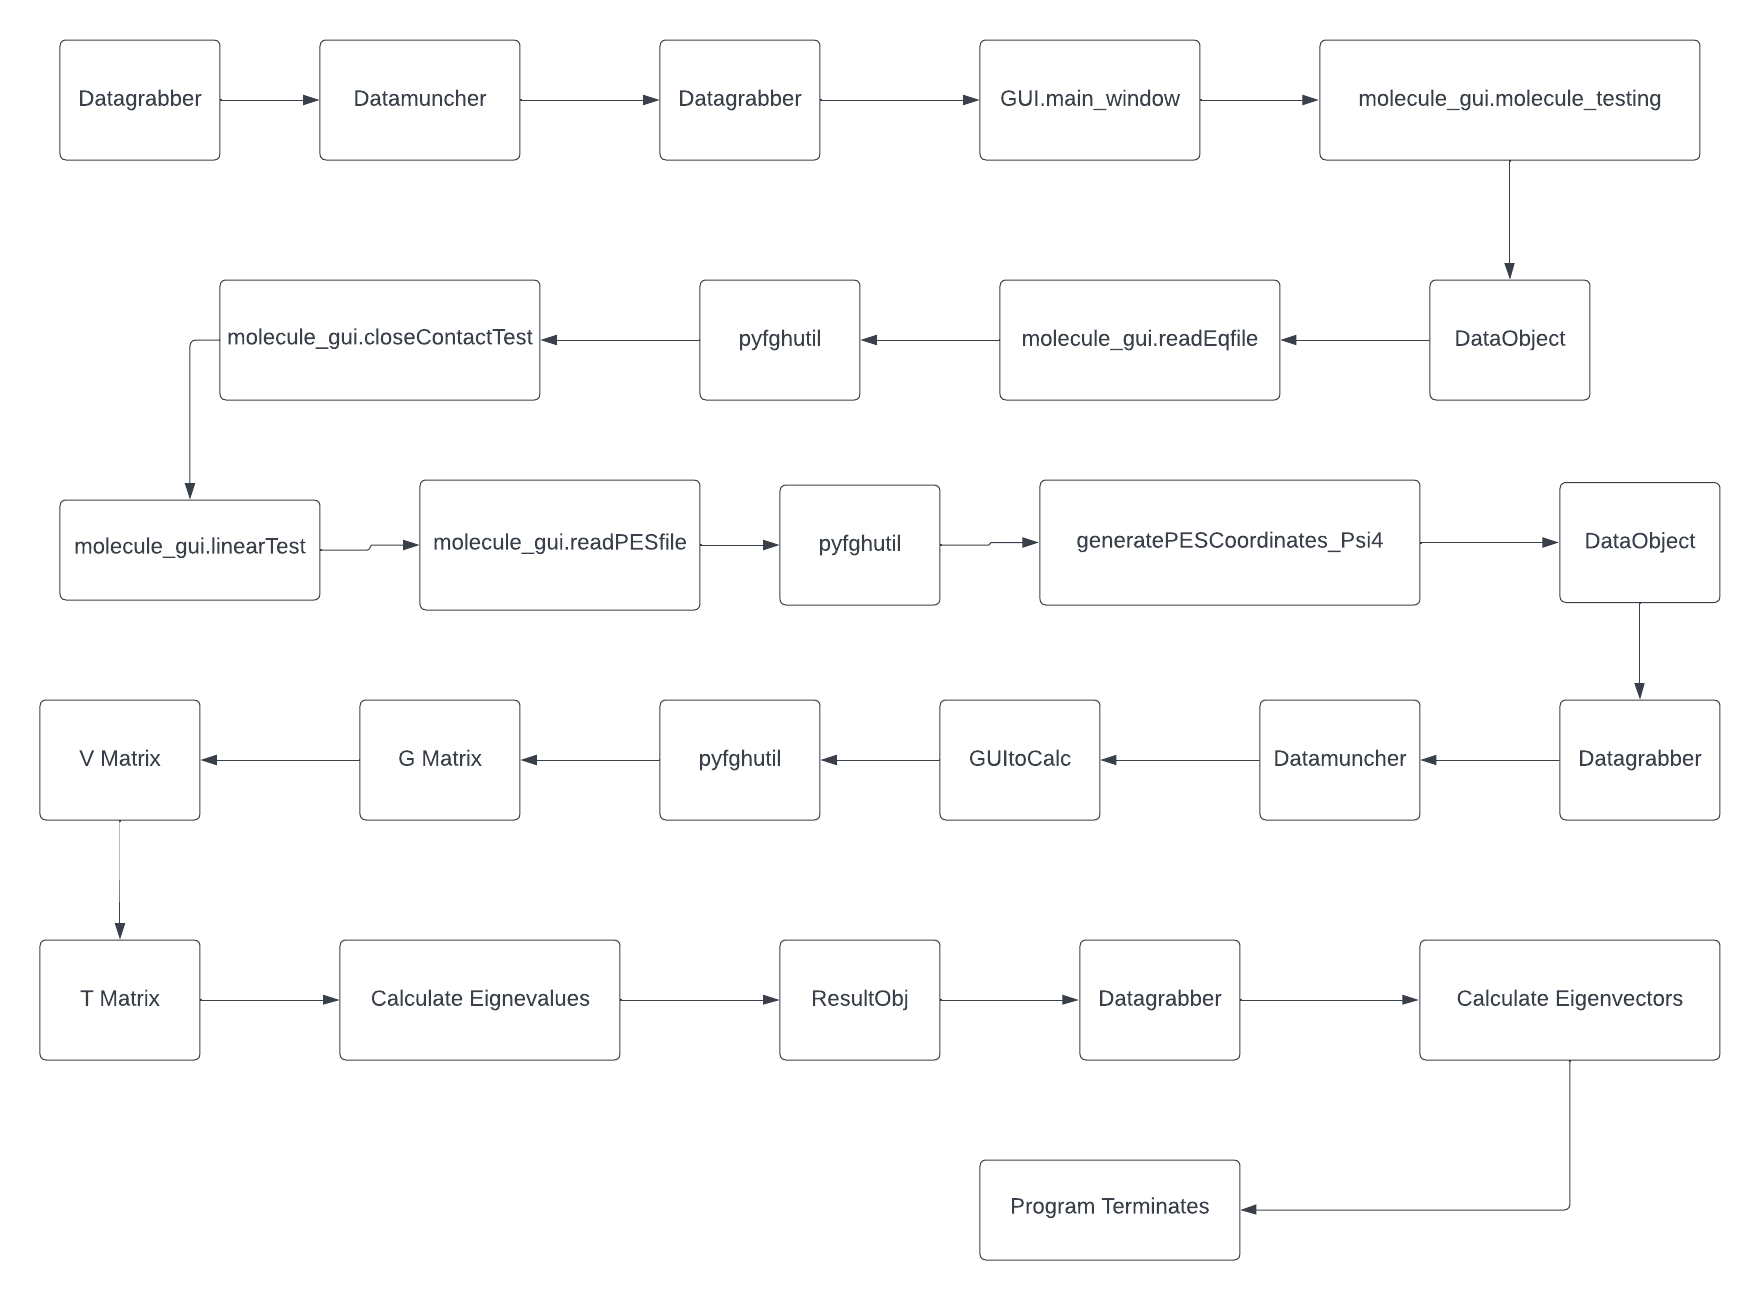 Datagrabber
Datamuncher
Datagrabber
GUI.main_window
molecule_gui.molecule_testing
molecule_gui.closeContactTest
pyfghutil
molecule_gui.readEqfile
DataObject
molecule_gui.linearTest
molecule_gui.readPESfile
pyfghutil
generatePESCoordinates_Psi4
DataObject
V Matrix
G Matrix
pyfghutil
GUItoCalc
Datamuncher
Datagrabber
T Matrix
Calculate Eignevalues
ResultObj
Datagrabber
Calculate Eigenvectors
Program Terminates